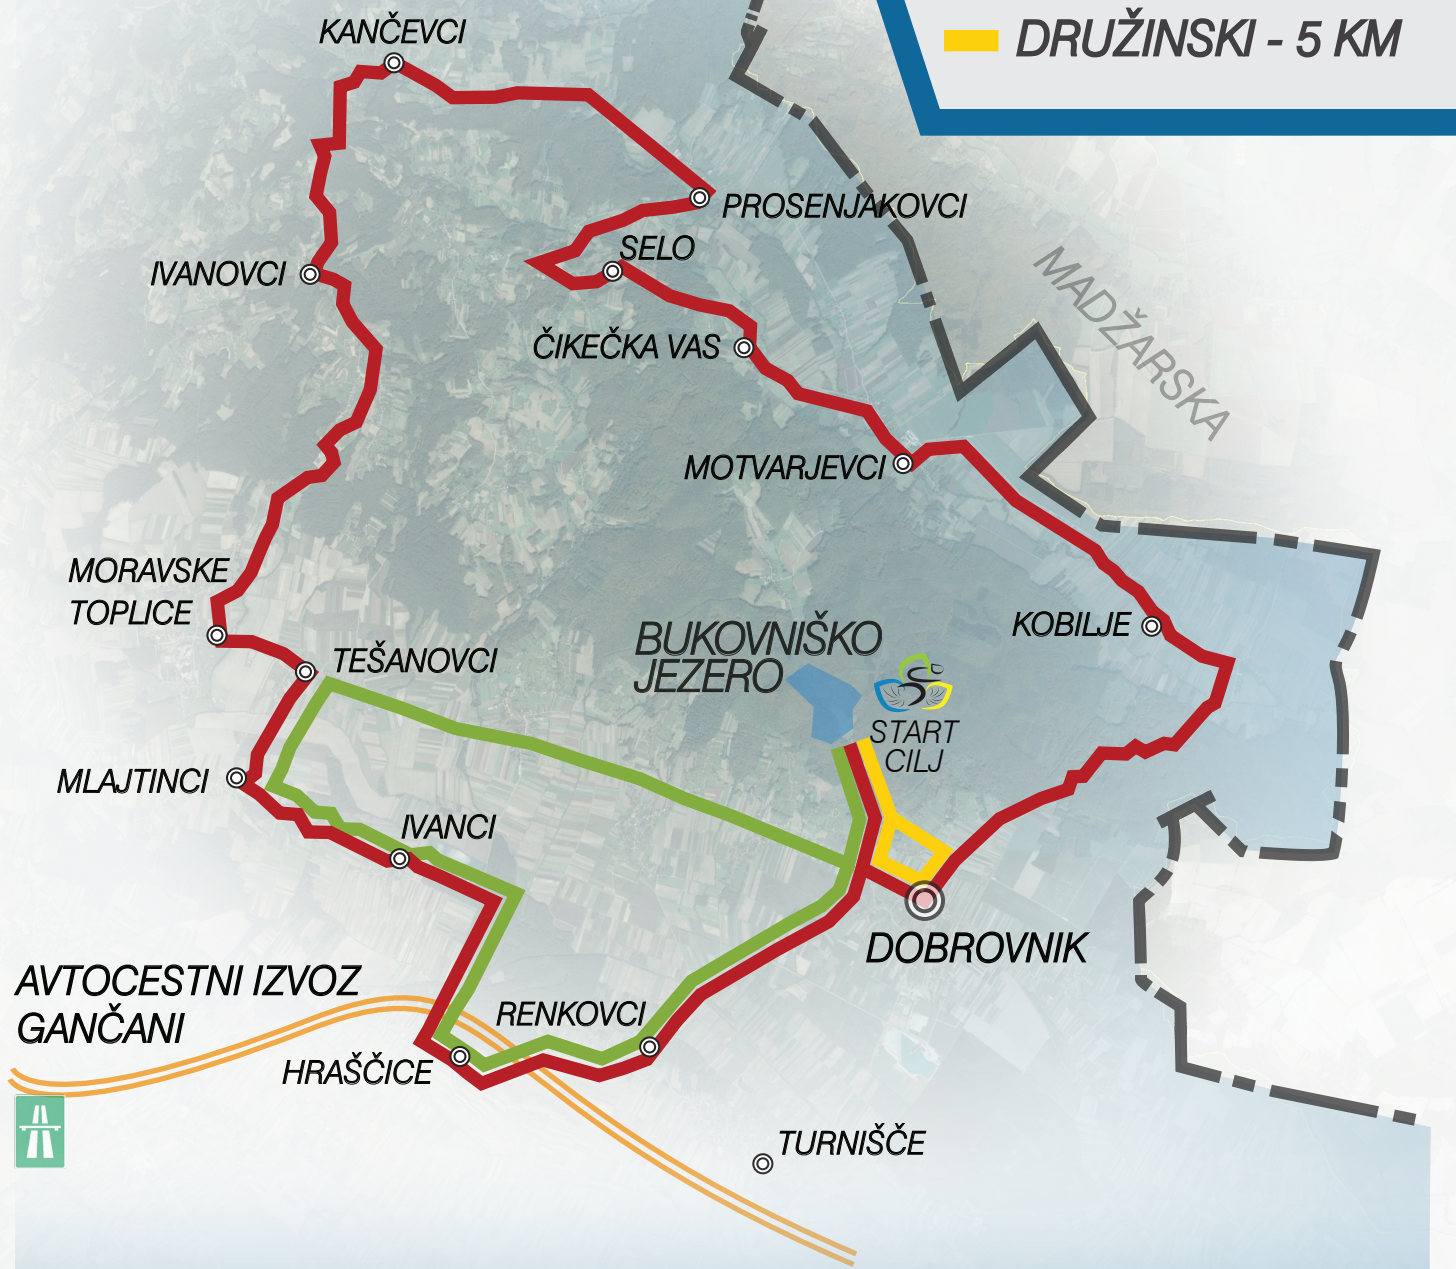 DRUŽINSKI - 5 KM
KANČEVCI
PROSENJAKOVCI
SELO
IVANOVCI
MADŽARSKA
ČIKEČKA VAS
MOTVARJEVCI
MORAVSKE
TOPLICE
KOBILJE
BUKOVNIŠKO
JEZERO
TEŠANOVCI
START
CILJ
MLAJTINCI
IVANCI
DOBROVNIK
AVTOCESTNI IZVOZ
GANČANI
RENKOVCI
HRAŠČICE
TURNIŠČE